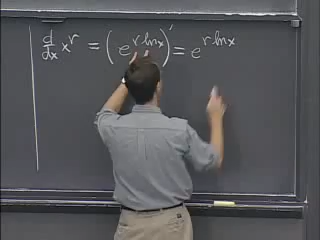 d/dx x^r = (e^{r ln x})' = e^{r ln x}